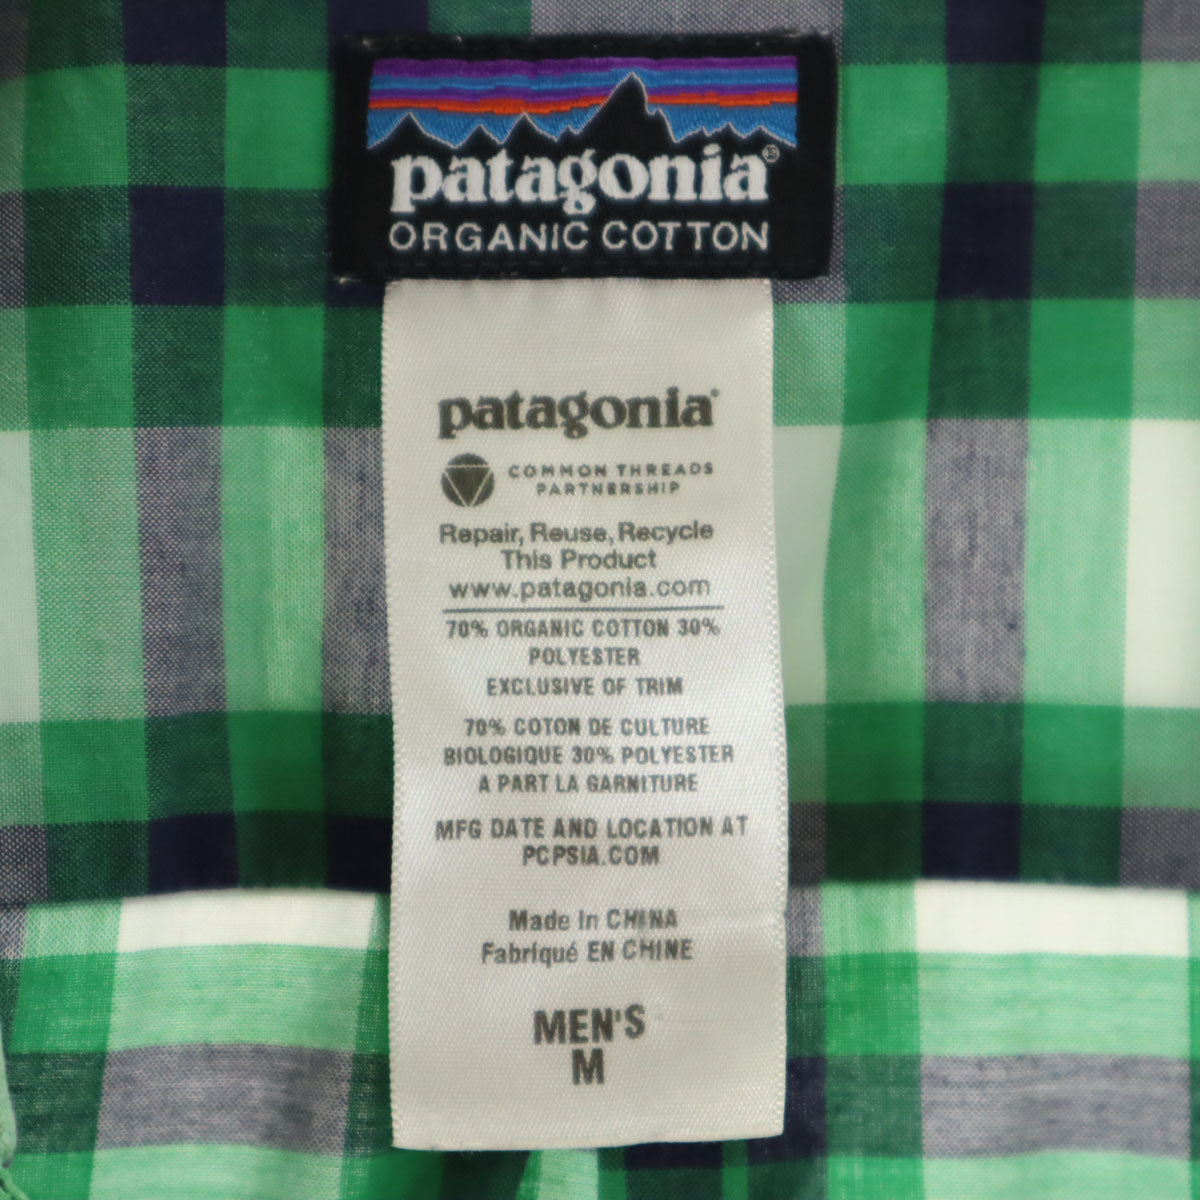 patagonia®
ORGANIC COTTON
patagonia®
COMMON THREADS
PARTNERSHIP
Repair, Reuse, Recycle
This Product
www.patagonia.com
70% ORGANIC COTTON 30%
POLYESTER
EXCLUSIVE OF TRIM
70% COTON DE CULTURE
BIOLOGIQUE 30% POLYESTER
A PART LA GARNITURE
MFG DATE AND LOCATION AT
PCPSIA.COM
Made In CHINA
Fabriqué EN CHINE
MEN'S
M